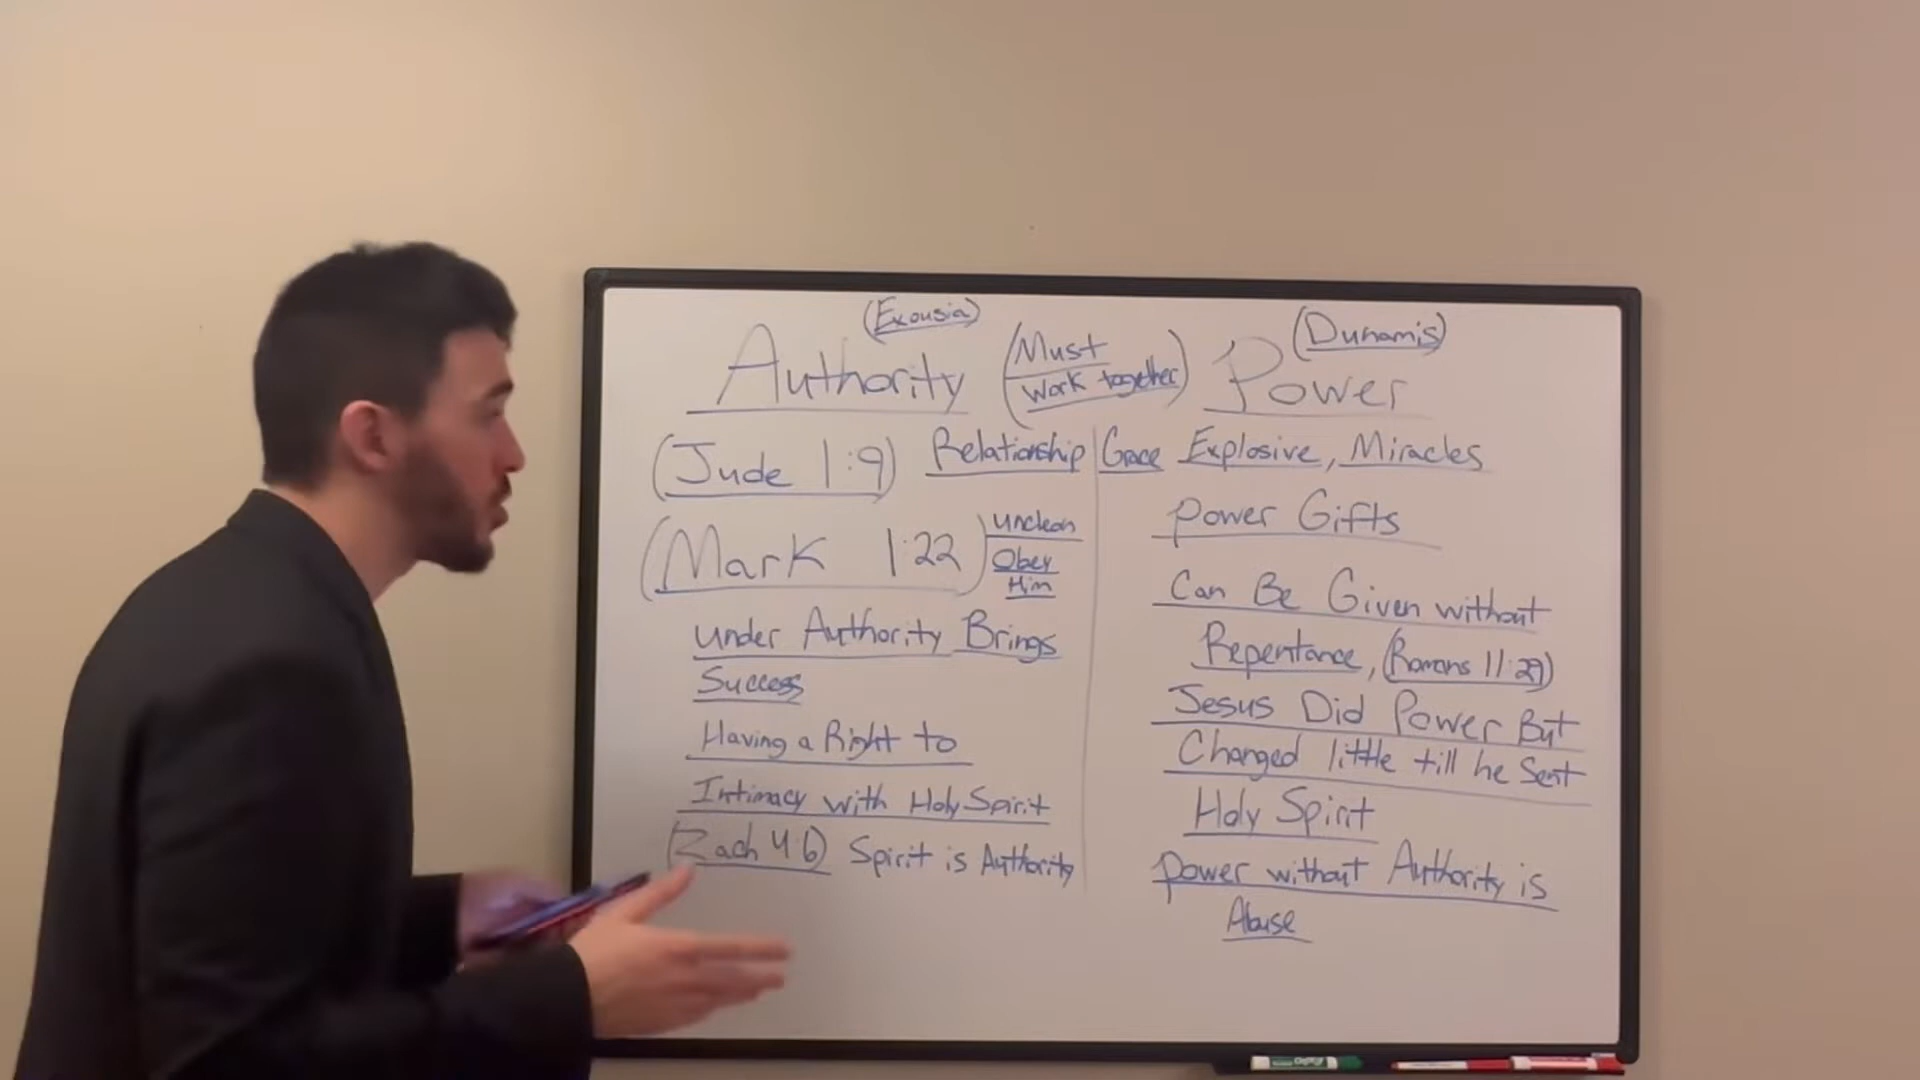 (Exousia)
Authority
(Must
Work together)
(Dunamis)
Power
(Jude 1:9) Relationship
Grace Explosive, Miracles
(Mark 1:22) unclean
Obey
Him
under Authority Brings
Success
Having a Right to
Intimacy with Holy Spirit
(Zach 4:6) Spirit is Authority
Power Gifts
Can Be Given without
Repentance, (Romans 11:29)
Jesus Did Power But
Changed little till he Sent
Holy Spirit
power without Authority is
Abuse